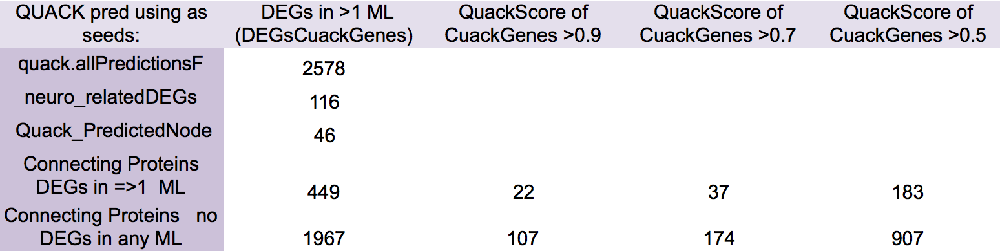 QUACK pred using as seeds: DEGs in >1 ML (DEGsCuackGenes) QuackScore of CuackGenes >0.9 QuackScore of CuackGenes >0.7 QuackScore of CuackGenes >0.5
quack.allPredictionsF 2578
neuro_relatedDEGs 116
Quack_PredictedNode 46
Connecting Proteins DEGs in =>1 ML 449 22 37 183
Connecting Proteins no DEGs in any ML 1967 107 174 907